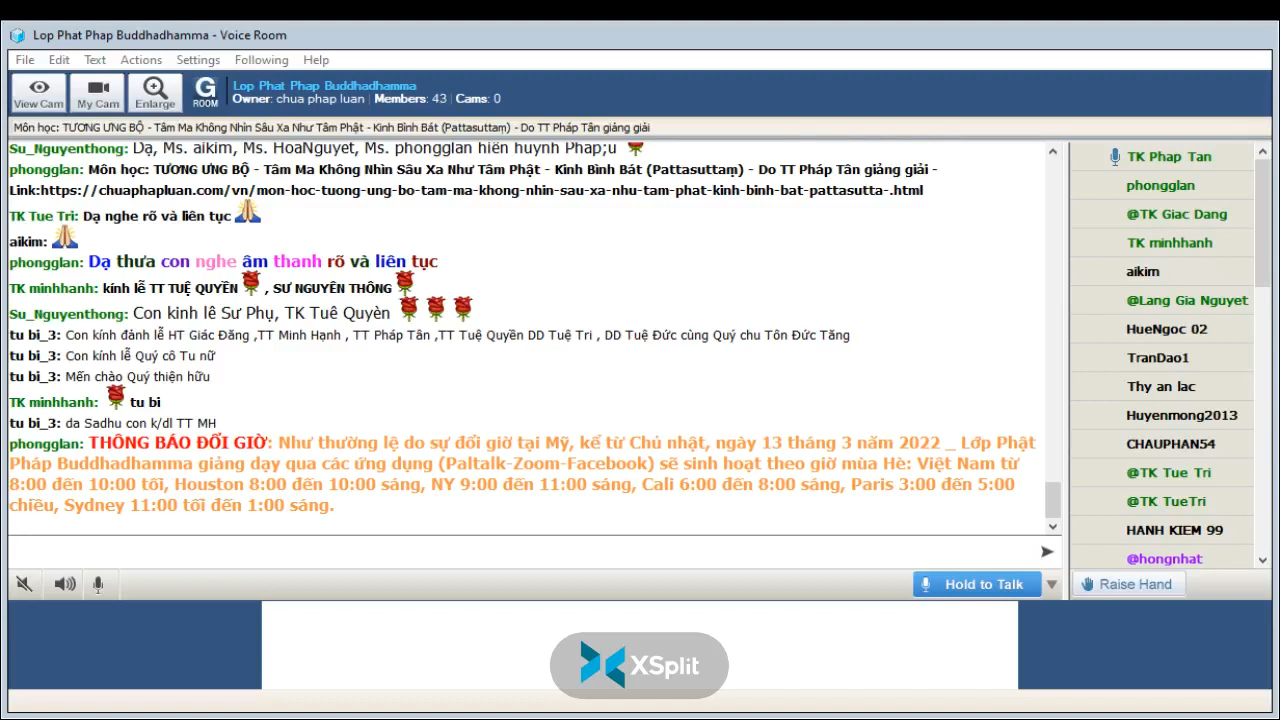 Lop Phat Phap Buddhadhamma - Voice Room
File Edit Text Actions Settings Following Help
View Cam
My Cam
Enlarge
G
ROOM
Lop Phat Phap Buddhadhamma
Owner: chua phap luan | Members: 43 | Cams: 0
Môn học: TƯƠNG ƯNG BỘ - Tâm Ma Không Nhìn Sâu Xa Như Tâm Phật - Kinh Bình Bát (Pattasuttaṃ) - Do TT Pháp Tân giảng giải
Su_Nguyenthong: Dạ, Ms. aikim, Ms. HoaNguyet, Ms. phongglan hiền huynh Phap;u
phongglan: Môn học: TƯƠNG ƯNG BỘ - Tâm Ma Không Nhìn Sâu Xa Như Tâm Phật - Kinh Bình Bát (Pattasuttaṃ) - Do TT Pháp Tân giảng giải -
Link:https://chuaphapluan.com/vn/mon-hoc-tuong-ung-bo-tam-ma-khong-nhin-sau-xa-nhu-tam-phat-kinh-binh-bat-pattasutta-.html
TK Tue Tri: Dạ nghe rõ và liên tục
aikim:
phongglan: Dạ thưa con nghe âm thanh rõ và liên tục
TK minhhanh: kính lễ TT TUỆ QUYỀN , SƯ NGUYÊN THÔNG
Su_Nguyenthong: Con kinh lê Sư Phụ, TK Tuê Quyèn
tu bi_3: Con kính đảnh lễ HT Giác Đăng ,TT Minh Hạnh , TT Pháp Tân ,TT Tuệ Quyền DD Tuệ Tri , DD Tuệ Đức cùng Quý chu Tôn Đức Tăng
tu bi_3: Con kính lễ Quý cô Tu nữ
tu bi_3: Mến chào Quý thiện hữu
TK minhhanh: tu bi
tu bi_3: da Sadhu con k/dl TT MH
phongglan: THÔNG BÁO ĐỔI GIỜ: Như thường lệ do sự đổi giờ tại Mỹ, kể từ Chủ nhật, ngày 13 tháng 3 năm 2022 _ Lớp Phật
Pháp Buddhadhamma giảng dạy qua các ứng dụng (Paltalk-Zoom-Facebook) sẽ sinh hoạt theo giờ mùa Hè: Việt Nam từ
8:00 đến 10:00 tối, Houston 8:00 đến 10:00 sáng, NY 9:00 đến 11:00 sáng, Cali 6:00 đến 8:00 sáng, Paris 3:00 đến 5:00
chiều, Sydney 11:00 tối đến 1:00 sáng.
Hold to Talk
TK Phap Tan
phongglan
@TK Giac Dang
TK minhhanh
aikim
@Lang Gia Nguyet
HueNgoc 02
TranDao1
Thy an lac
Huyenmong2013
CHAUPHAN54
@TK Tue Tri
@TK TueTri
HANH KIEM 99
@hongnhat
Raise Hand
XSplit